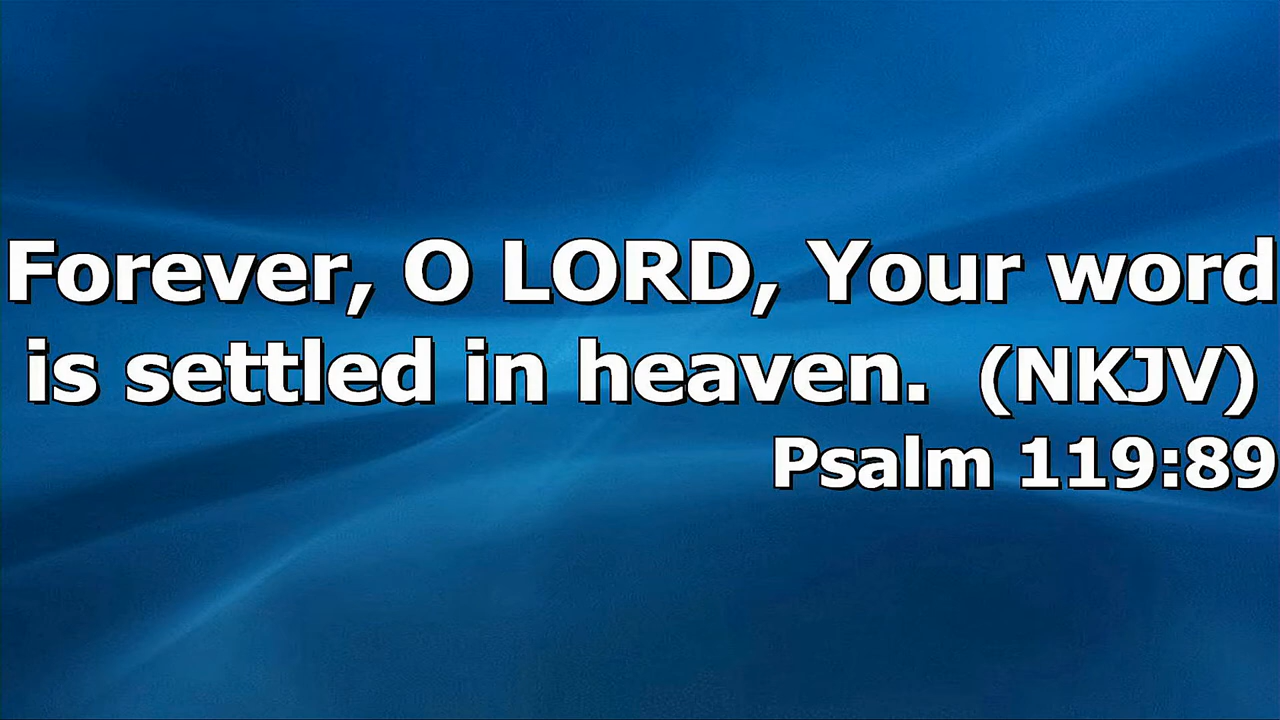 Forever, O LORD, Your word
is settled in heaven.  (NKJV)
Psalm 119:89